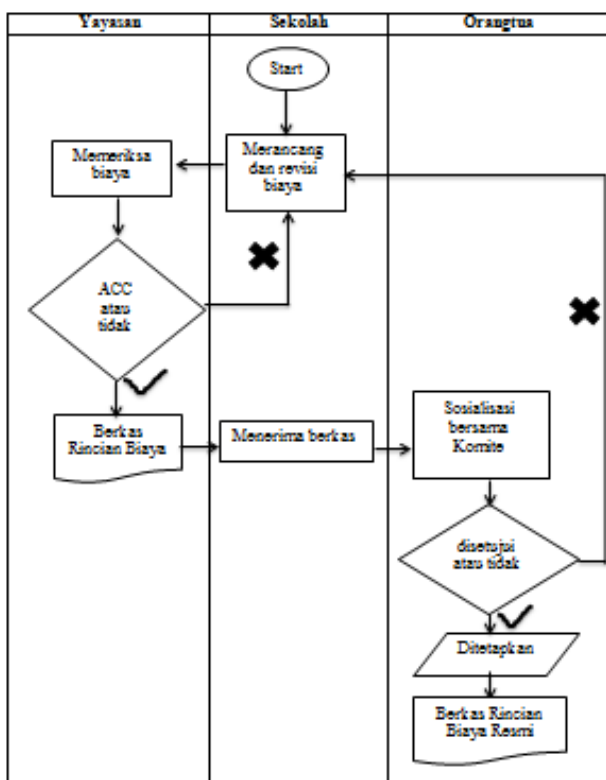 Yayasan
Sekolah
Orangtua
Start
Memeriksa
biaya
Merancang
dan revisi
biaya
ACC
atau
tidak
Berkas
Rincian Biaya
Menerima berkas
Sosialisasi
bersama
Komite
disetujui
atau tidak
Ditetapkan
Berkas Rincian
Biaya Resmi